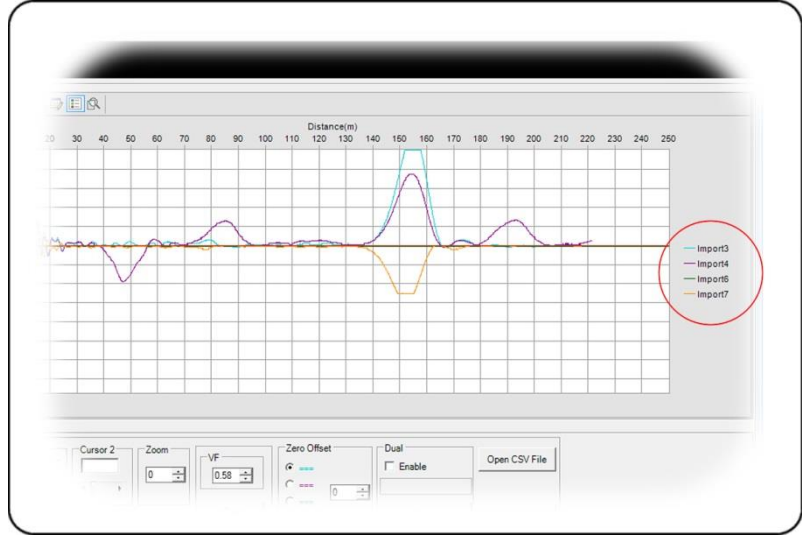 Distance(m)
20 30 40 50 60 70 80 90 100 110 120 130 140 150 160 170 180 190 200 210 220 230 240 250
Import3
Import4
Import6
Import7
Cursor 2 Zoom VF Zero Offset Dual
Enable Open CSV File
0 0.58
0